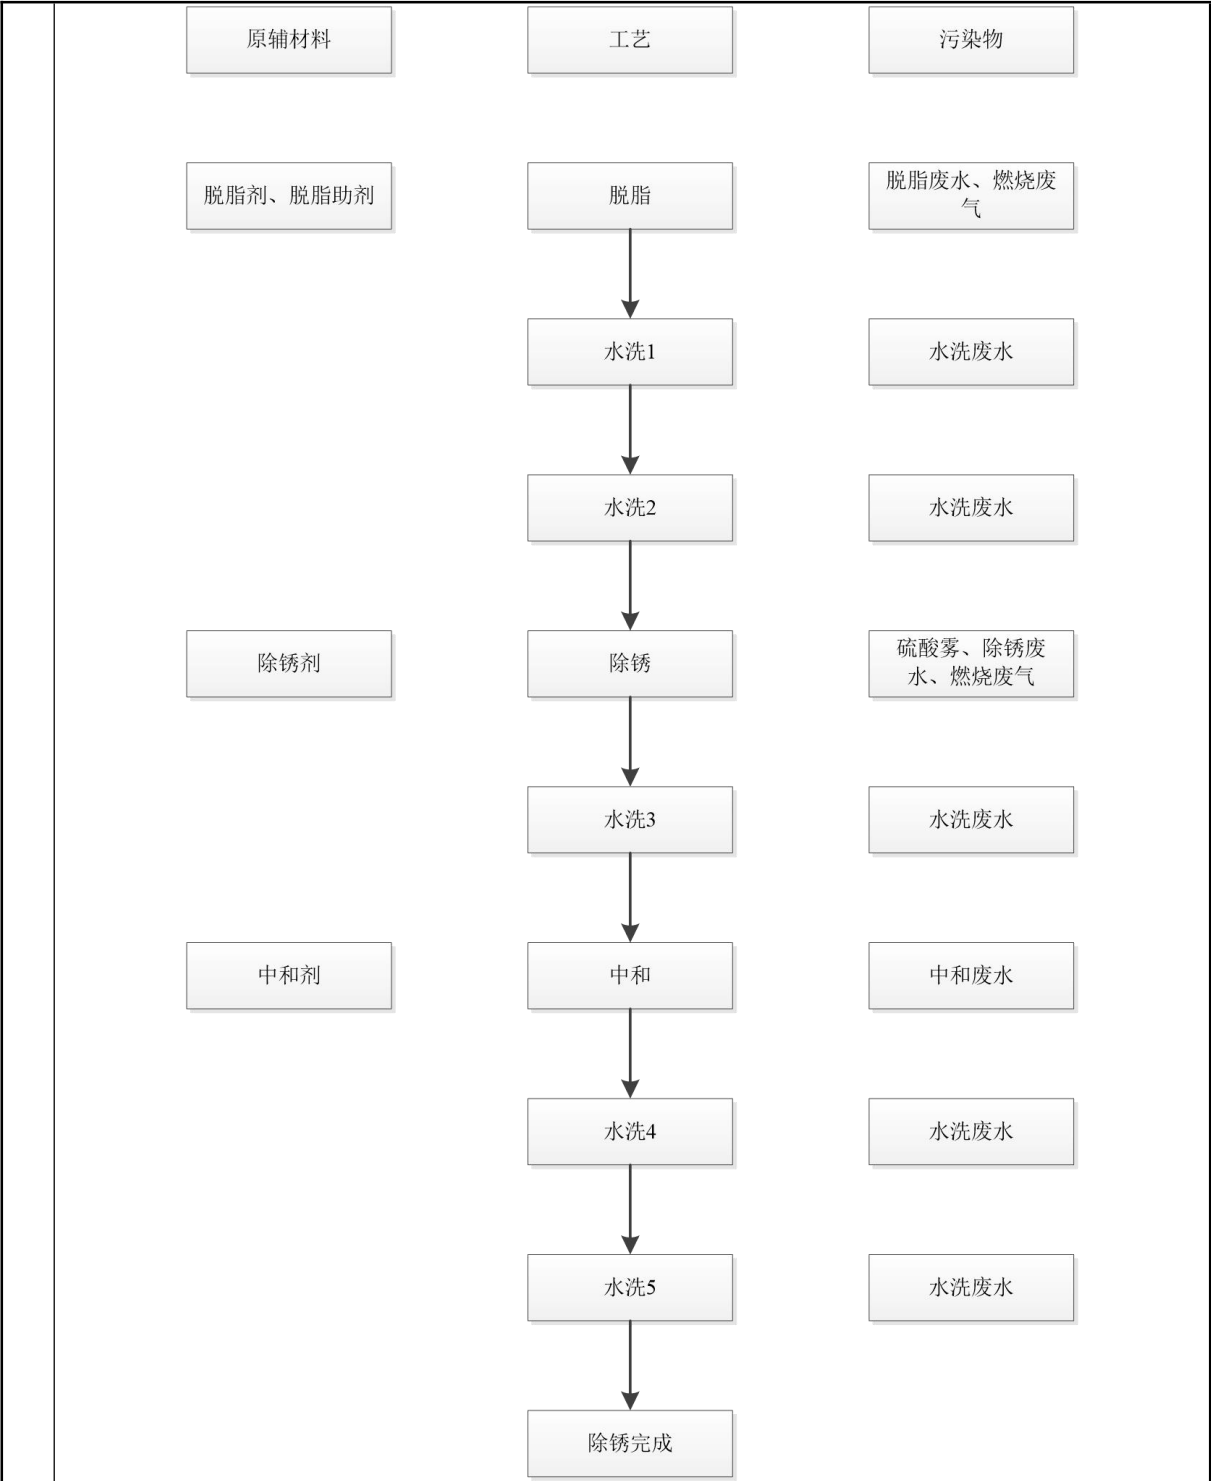 原辅材料
工艺
污染物
脱脂剂、脱脂助剂
脱脂
脱脂废水、燃烧废
气
水洗1
水洗废水
水洗2
水洗废水
除锈剂
除锈
硫酸雾、除锈废
水、燃烧废气
水洗3
水洗废水
中和剂
中和
中和废水
水洗4
水洗废水
水洗5
水洗废水
除锈完成